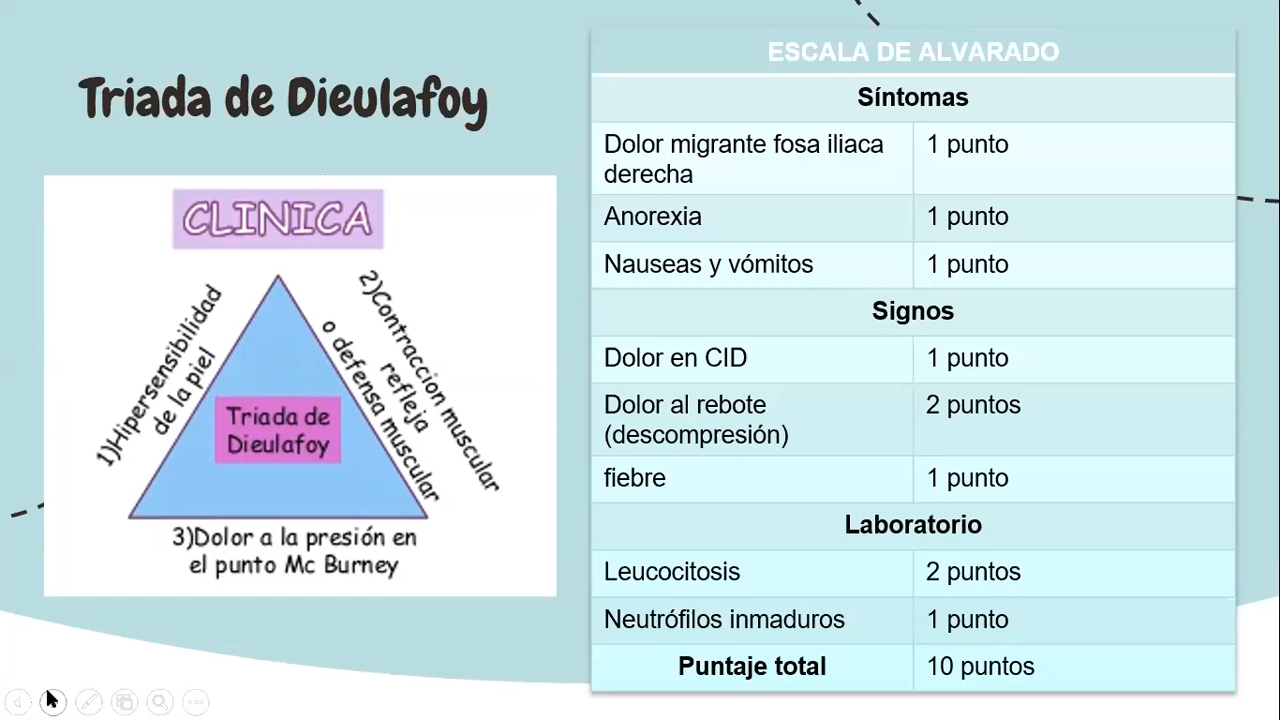 Triada de Dieulafoy
CLINICA
1)Hipersensibilidad
de la piel
2)Contraccion muscular
refleja
o defensa muscular
Triada de
Dieulafoy
3)Dolor a la presión en
el punto Mc Burney
ESCALA DE ALVARADO
Síntomas
Dolor migrante fosa iliaca
derecha
1 punto
Anorexia
1 punto
Nauseas y vómitos
1 punto
Signos
Dolor en CID
1 punto
Dolor al rebote
(descompresión)
2 puntos
fiebre
1 punto
Laboratorio
Leucocitosis
2 puntos
Neutrófilos inmaduros
1 punto
Puntaje total
10 puntos